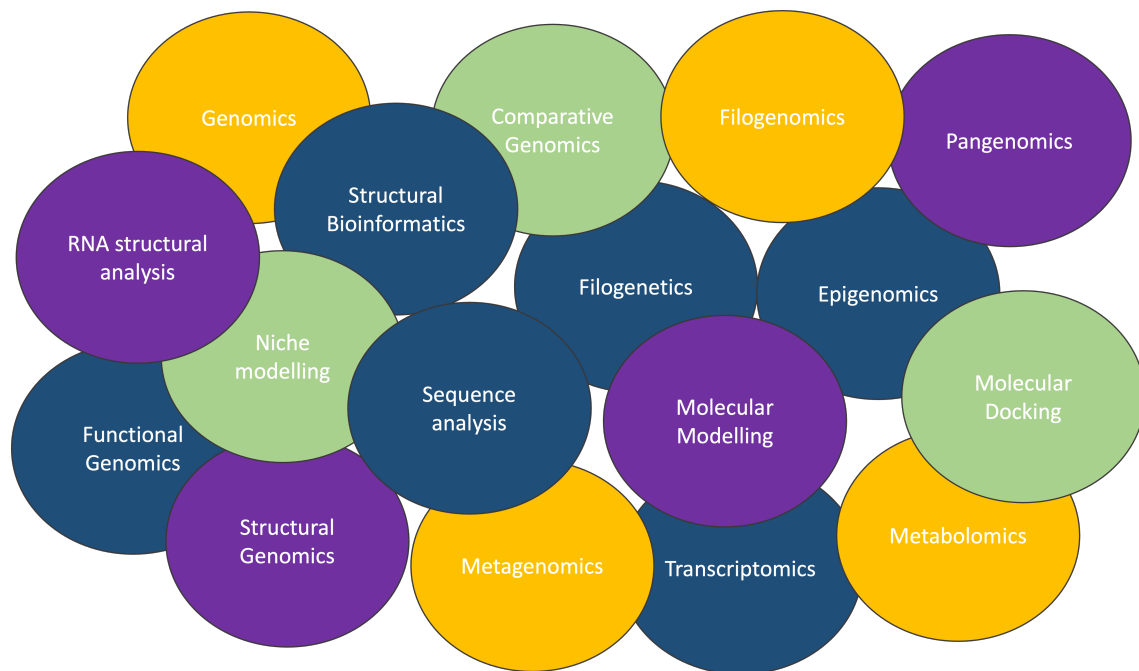 Genomics
Comparative
Genomics
Filogenomics
Pangenomics
Structural
Bioinformatics
RNA structural
analysis
Filogenetics
Epigenomics
Niche
modelling
Sequence
analysis
Molecular
Modelling
Molecular
Docking
Functional
Genomics
Structural
Genomics
Metagenomics
Transcriptomics
Metabolomics